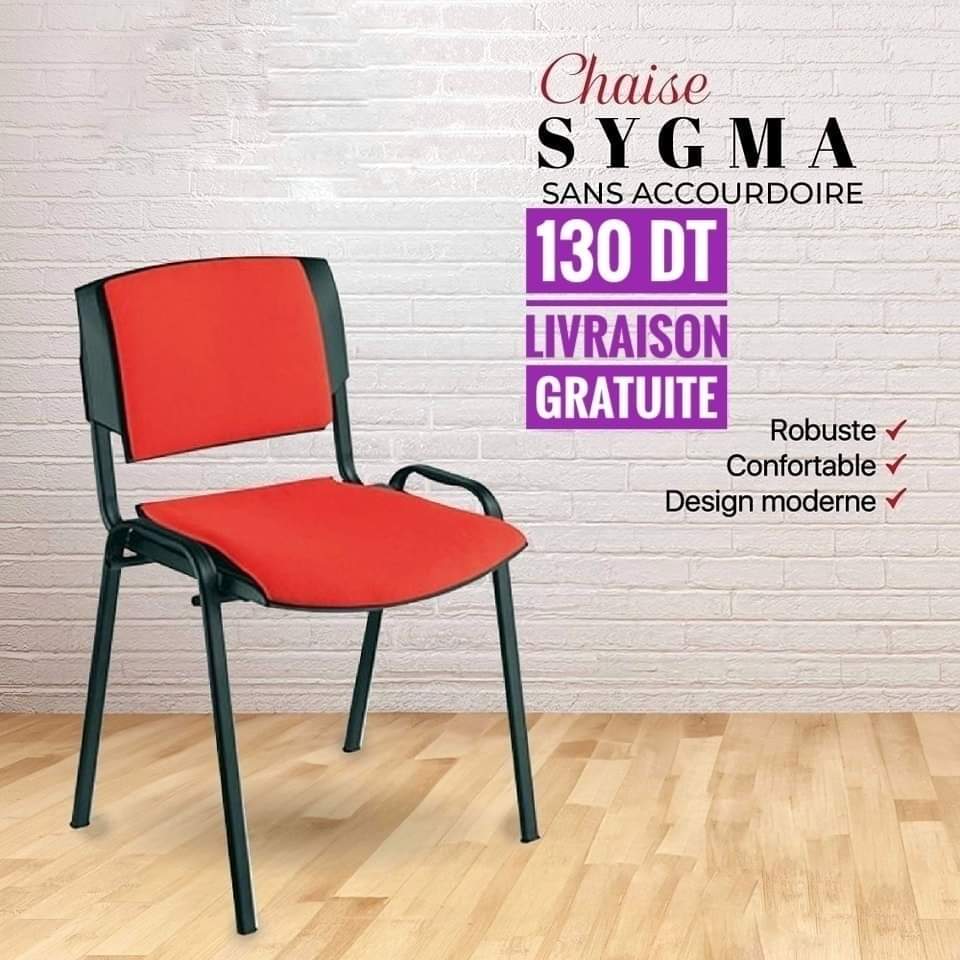 Chaise
SYGMA
SANS ACCOURDOIRE
130 DT
LIVRAISON
GRATUITE
Robuste ✓
Confortable ✓
Design moderne ✓